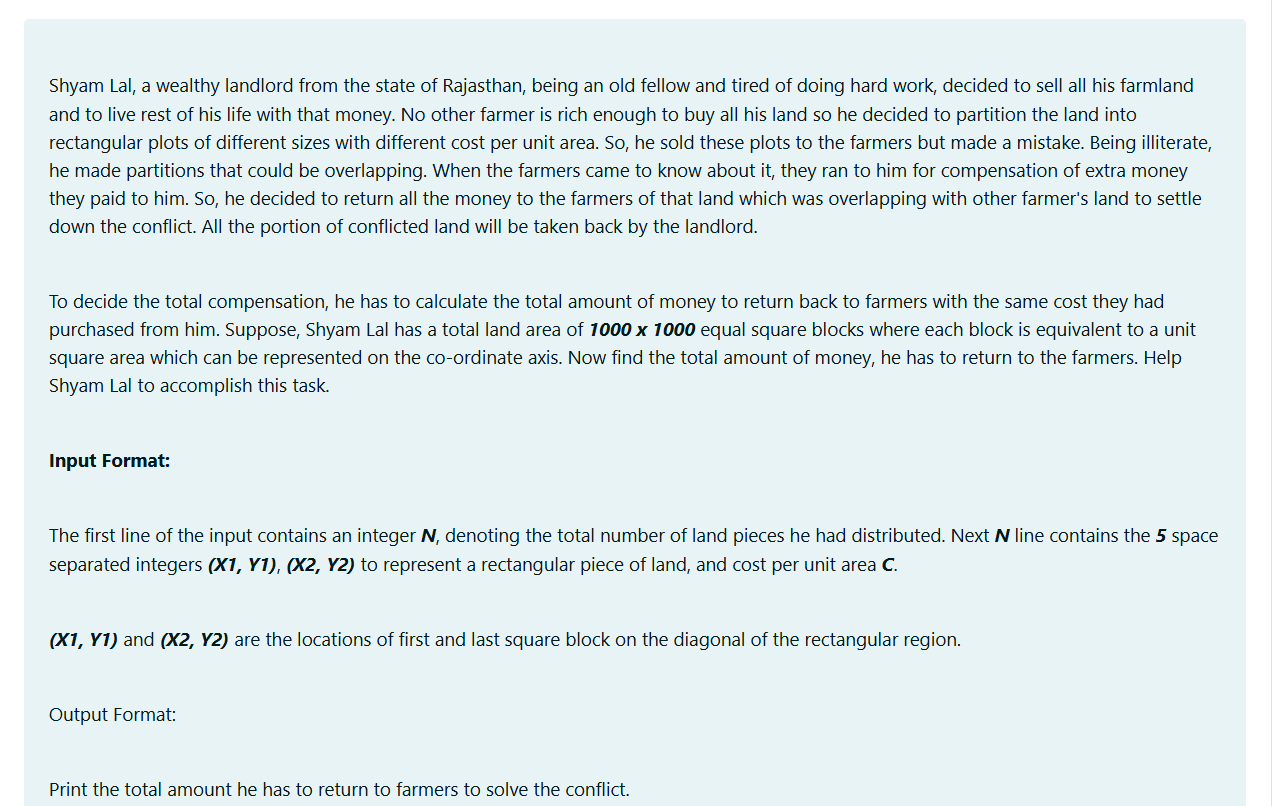 Shyam Lal, a wealthy landlord from the state of Rajasthan, being an old fellow and tired of doing hard work, decided to sell all his farmland
and to live rest of his life with that money. No other farmer is rich enough to buy all his land so he decided to partition the land into
rectangular plots of different sizes with different cost per unit area. So, he sold these plots to the farmers but made a mistake. Being illiterate,
he made partitions that could be overlapping. When the farmers came to know about it, they ran to him for compensation of extra money
they paid to him. So, he decided to return all the money to the farmers of that land which was overlapping with other farmer's land to settle
down the conflict. All the portion of conflicted land will be taken back by the landlord.
To decide the total compensation, he has to calculate the total amount of money to return back to farmers with the same cost they had
purchased from him. Suppose, Shyam Lal has a total land area of 1000 x 1000 equal square blocks where each block is equivalent to a unit
square area which can be represented on the co-ordinate axis. Now find the total amount of money, he has to return to the farmers. Help
Shyam Lal to accomplish this task.
Input Format:
The first line of the input contains an integer N, denoting the total number of land pieces he had distributed. Next N line contains the 5 space
separated integers (X1, Y1), (X2, Y2) to represent a rectangular piece of land, and cost per unit area C.
(X1, Y1) and (X2, Y2) are the locations of first and last square block on the diagonal of the rectangular region.
Output Format:
Print the total amount he has to return to farmers to solve the conflict.